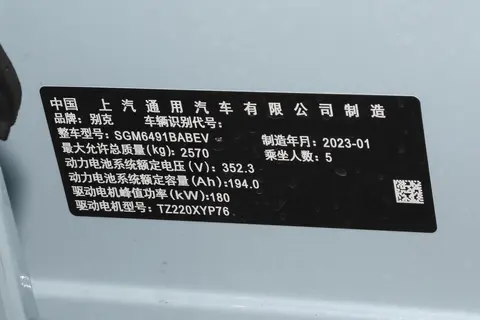 中国 上汽通用汽车有限公司制造
品牌: 别克 车辆识别代号:
整车型号: SGM6491BABEV 制造年月: 2023-01
最大允许总质量(kg): 2570 乘坐人数: 5
动力电池系统额定电压(V): 352.3
动力电池系统额定容量(Ah): 194.0
驱动电机峰值功率(kW): 180
驱动电机型号: TZ220XYP76